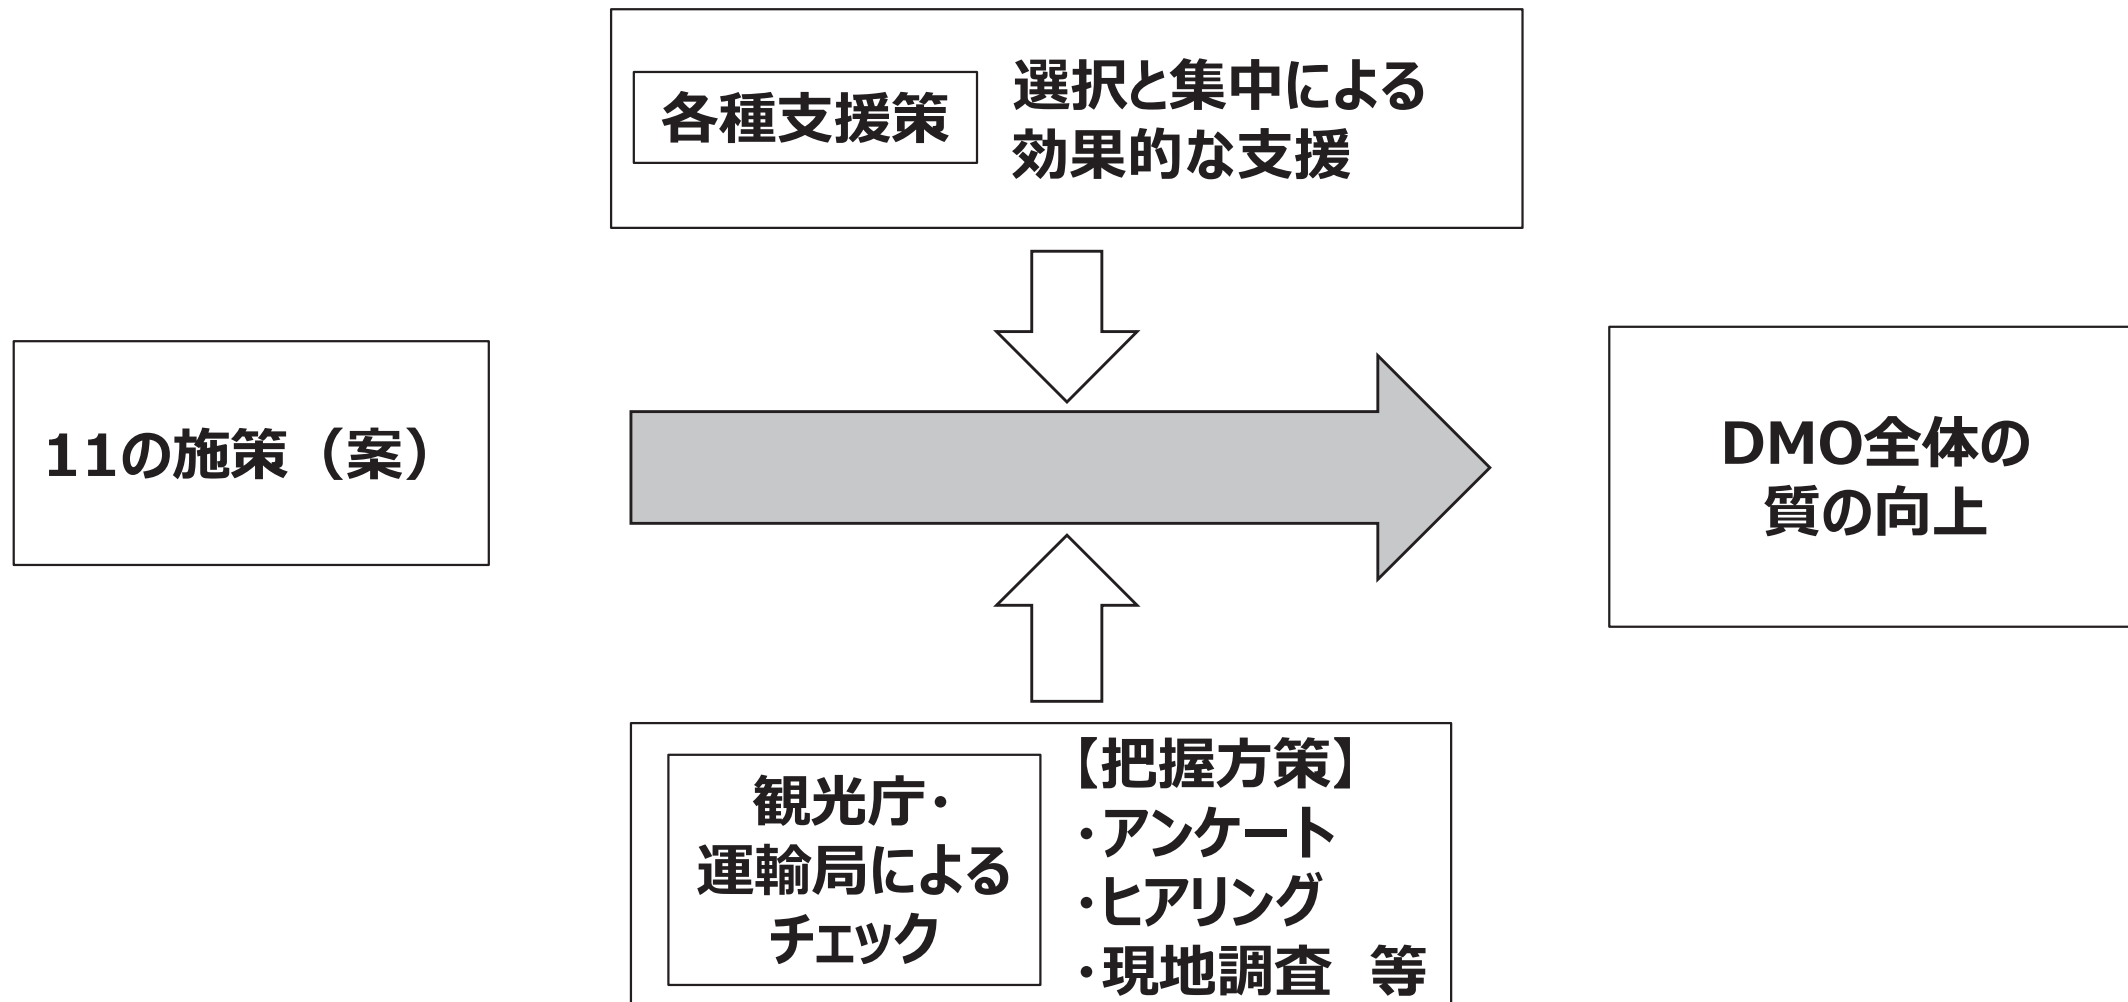 各種支援策
選択と集中による
効果的な支援
11の施策（案）
DMO全体の
質の向上
観光庁・
運輸局による
チェック
【把握方策】
・アンケート
・ヒアリング
・現地調査　等